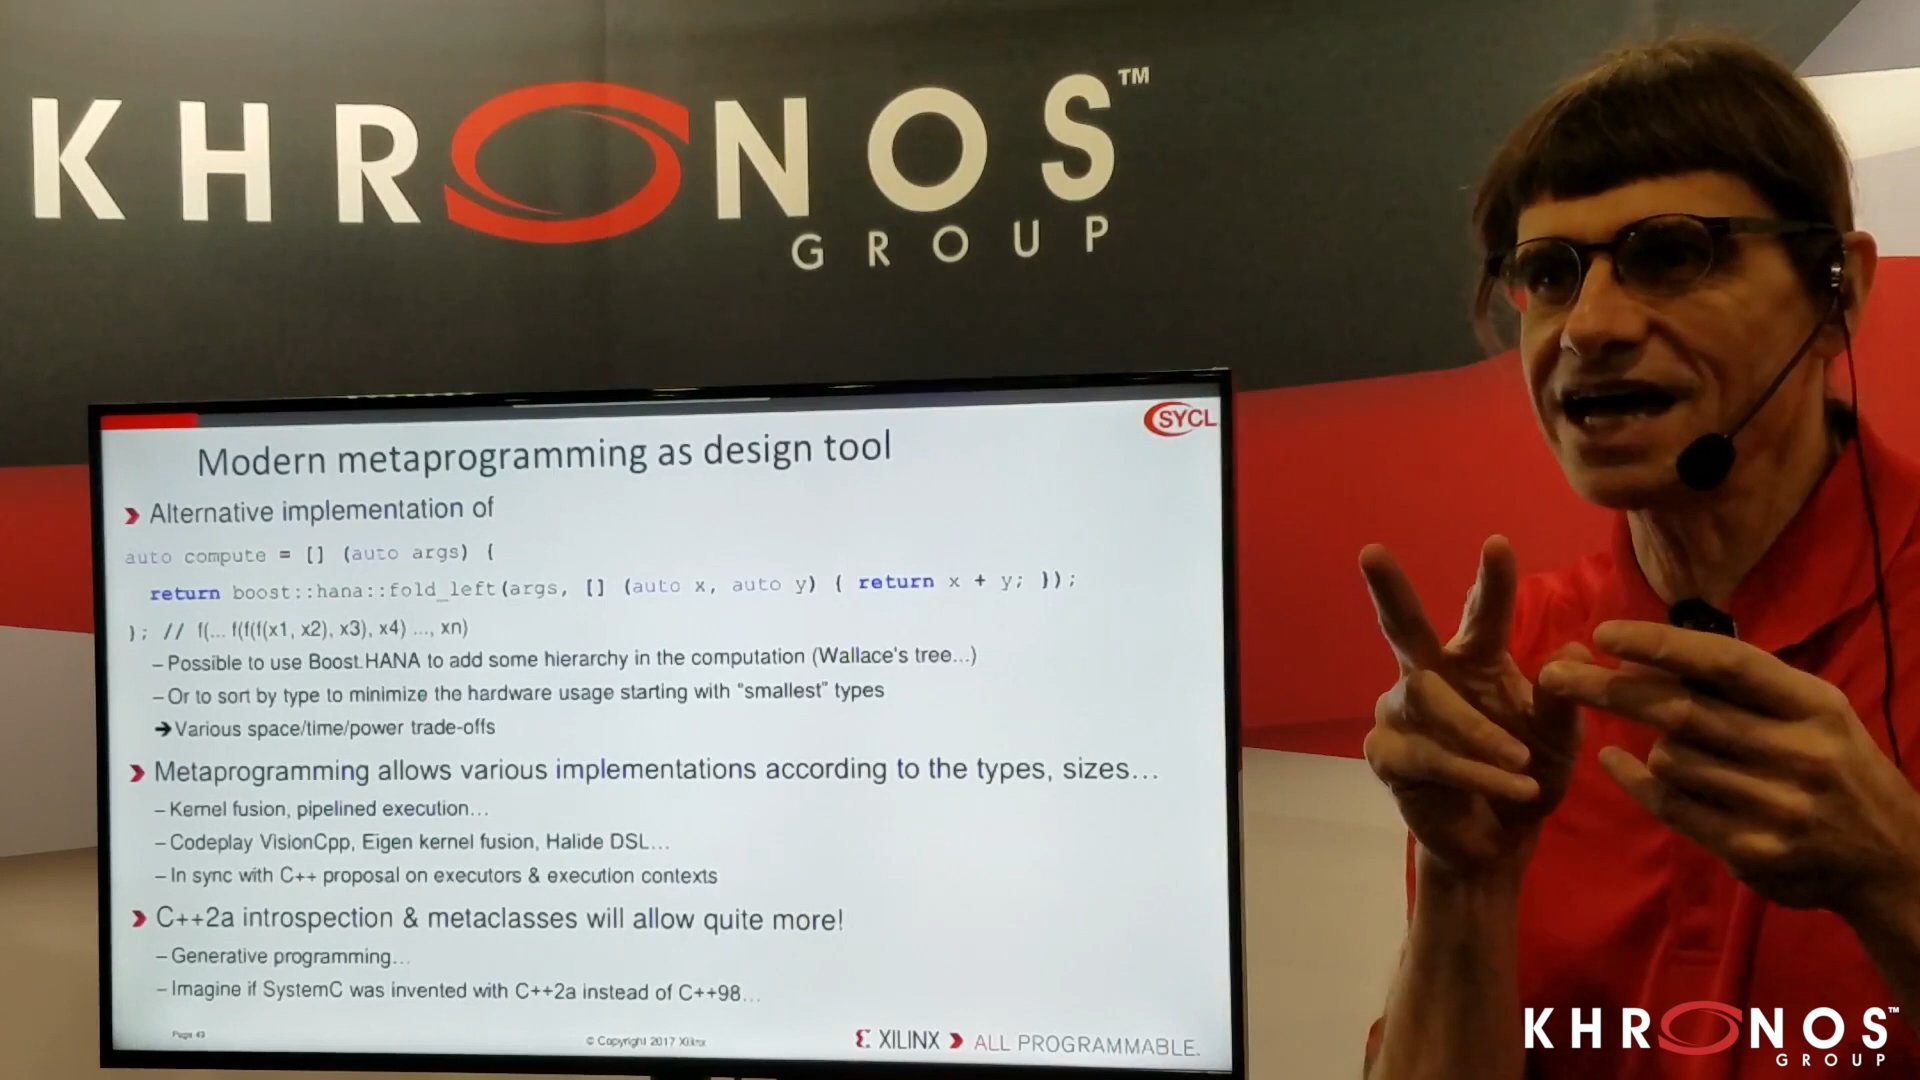 KHRONOS™
GROUP
SYCL
Modern metaprogramming as design tool
Alternative implementation of
auto compute = [] (auto args) {
return boost::hana::fold_left(args, [] (auto x, auto y) { return x + y; });
}; // f(... f(f(f(x1, x2), x3), x4) ..., xn)
– Possible to use Boost.HANA to add some hierarchy in the computation (Wallace's tree...)
– Or to sort by type to minimize the hardware usage starting with “smallest” types
➔Various space/time/power trade-offs
Metaprogramming allows various implementations according to the types, sizes...
– Kernel fusion, pipelined execution...
– Codeplay VisionCpp, Eigen kernel fusion, Halide DSL...
– In sync with C++ proposal on executors & execution contexts
C++2a introspection & metaclasses will allow quite more!
– Generative programming...
– Imagine if SystemC was invented with C++2a instead of C++98...
Page 43
© Copyright 2017 Xilinx
XILINX ALL PROGRAMMABLE.
KHRONOS™
GROUP